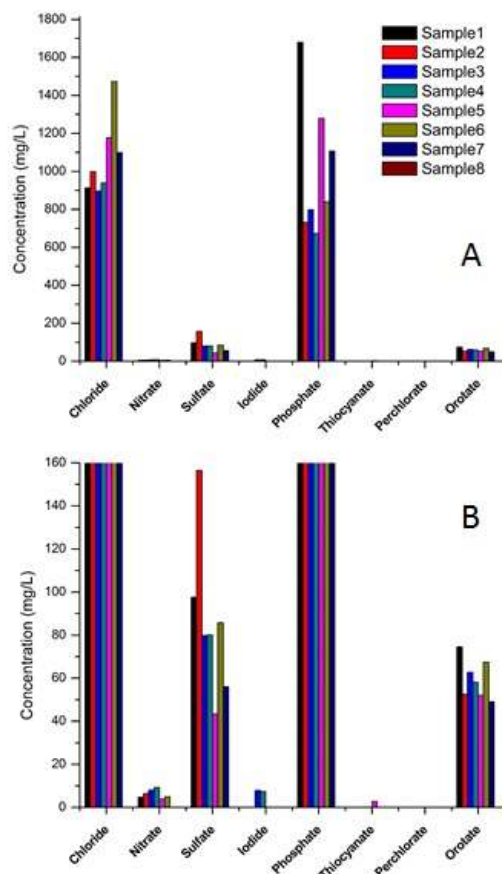 1800
1600
1400
1200
1000
800
600
400
200
0
Concentration (mg/L)
Sample1
Sample2
Sample3
Sample4
Sample5
Sample6
Sample7
Sample8
A
Chloride
Nitrate
Sulfate
Iodide
Phosphate
Thiocyanate
Perchlorate
Orotate
160
140
120
100
80
60
40
20
0
Concentration (mg/L)
B
Chloride
Nitrate
Sulfate
Iodide
Phosphate
Thiocyanate
Perchlorate
Orotate